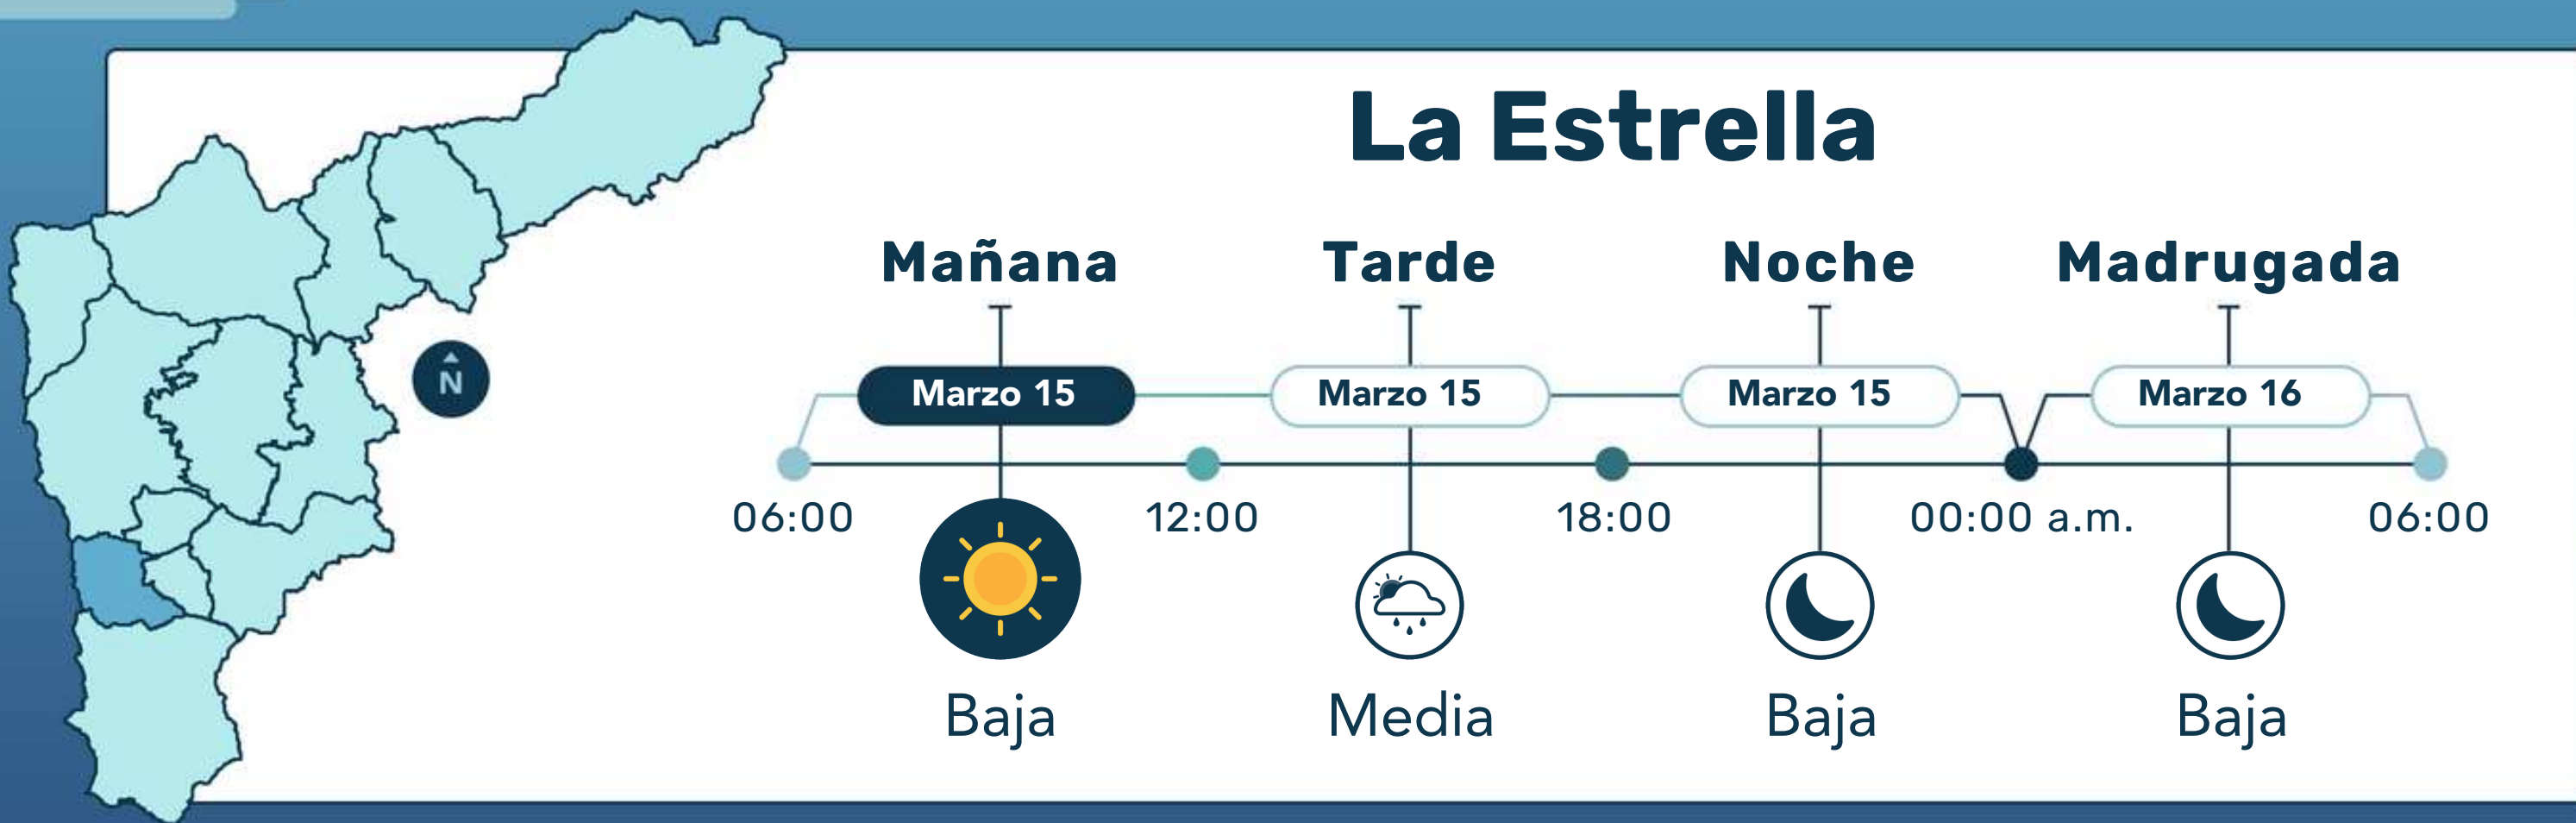 La Estrella
Mañana Tarde Noche Madrugada
N
Marzo 15 Marzo 15 Marzo 15 Marzo 16
06:00 12:00 18:00 00:00 a.m. 06:00
Baja Media Baja Baja